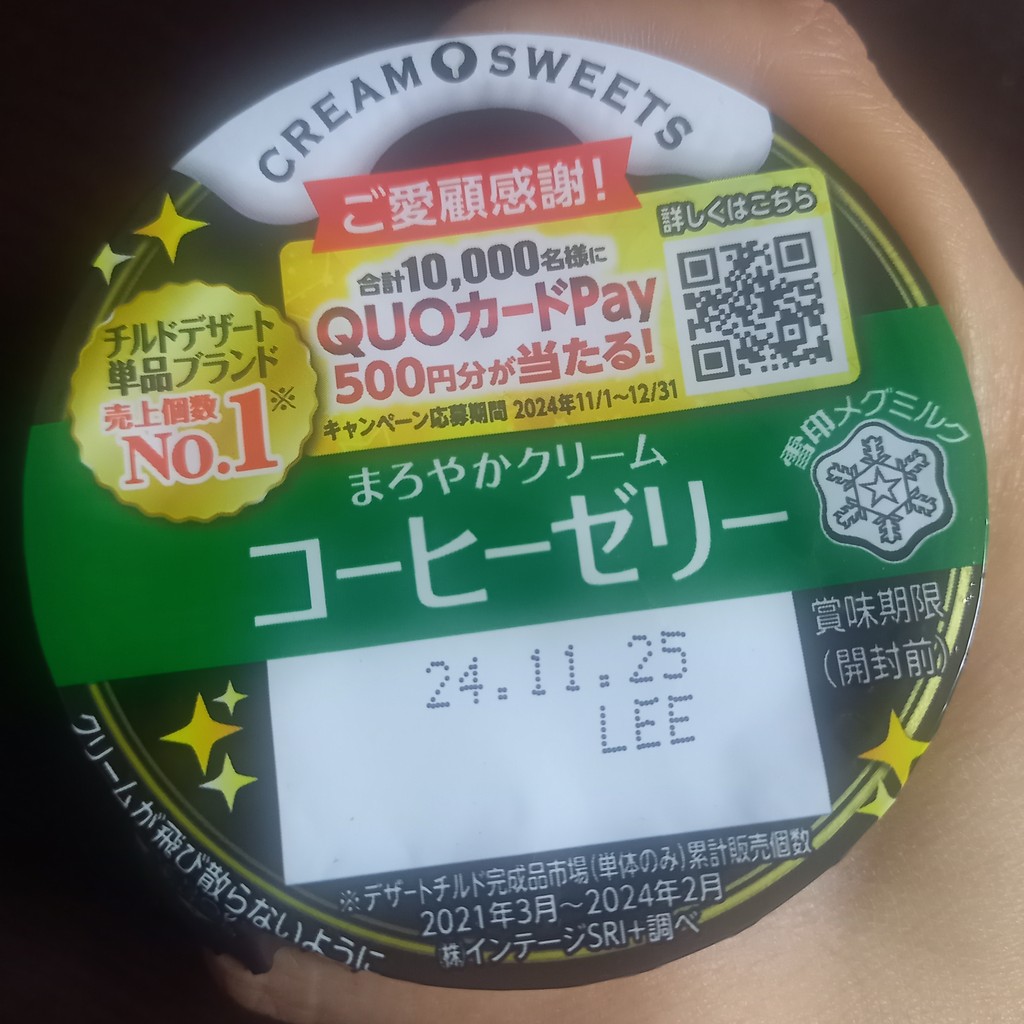 CREAM SWEETS
ご愛顧感謝!
合計10,000名様に
QUOカードPay
500円分が当たる!
キャンペーン応募期間 2024年11/1~12/31
詳しくはこちら
チルドデザート
単品ブランド
売上個数
No.1※
雪印メグミルク
まろやかクリーム
コーヒーゼリー
賞味期限
(開封前)
24.11.25
LEE
※デザートチルド完成品市場(単体のみ)累計販売個数
2021年3月~2024年2月
㈱インテージSRI+調べ
クリームが飛び散らないように